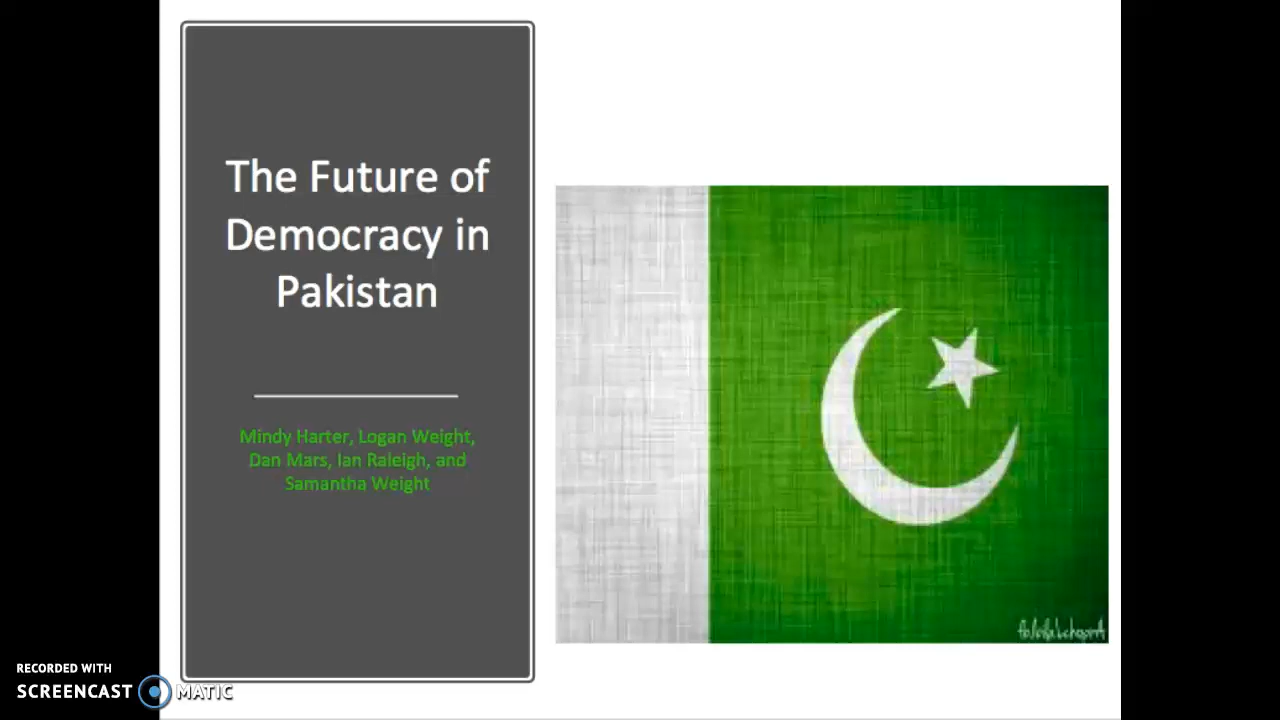 The Future of
Democracy in
Pakistan
Mindy Harter, Logan Weight,
Dan Mars, Ian Raleigh, and
Samantha Weight
RECORDED WITH
SCREENCAST MATIC